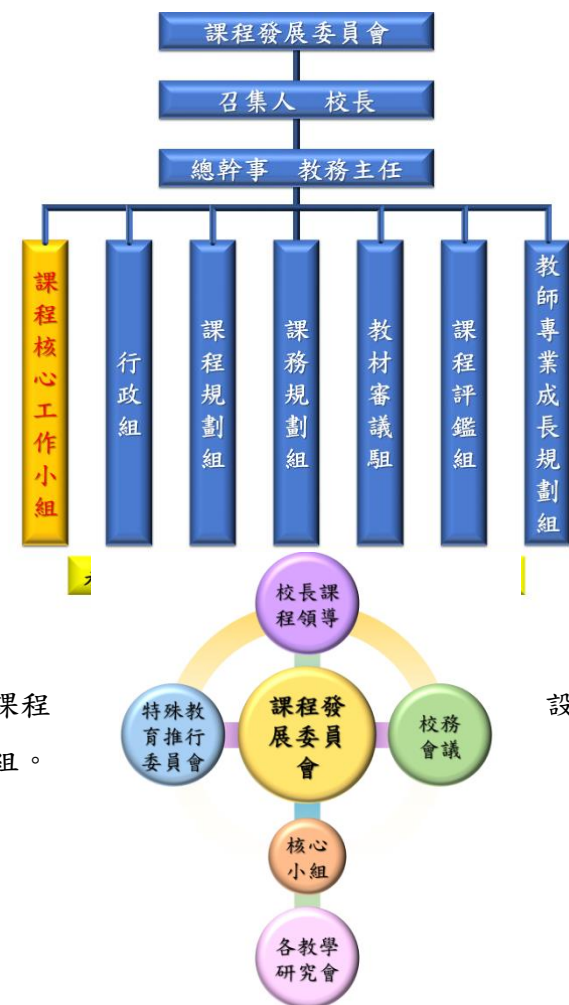 課程發展委員會
召集人　校長
總幹事　教務主任
課程核心工作小組
行政組
課程規劃組
課務規劃組
教材審議駔
課程評鑑組
教師專業成長規劃組
校長課
程領導
課程
特殊教
育推行
委員會
課程發
展委員
會
校務
會議
設
組。
核心
小組
各教學
研究會